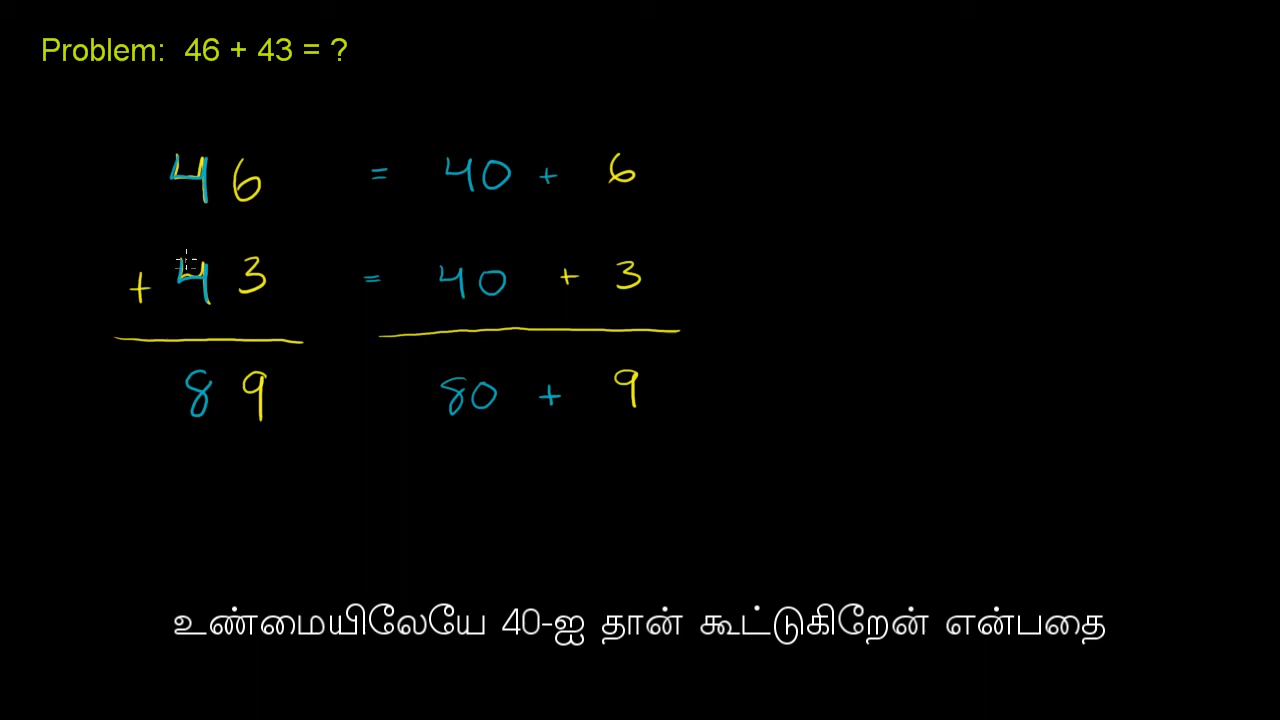 Problem: 46 + 43 = ?
46 = 40 + 6
+ 43 = 40 + 3
89 80 + 9
உண்மையிலேயே 40-ஐ தான் கூட்டுகிறேன் என்பதை